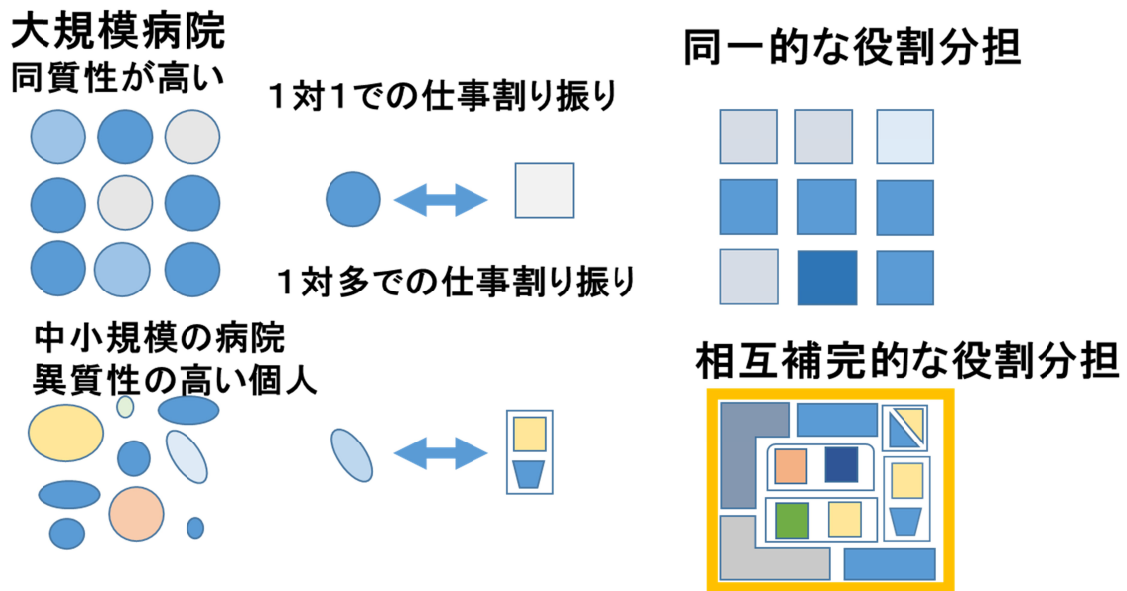 大規模病院
同質性が高い
１対１での仕事割り振り
同一的な役割分担
１対多での仕事割り振り
中小規模の病院
異質性の高い個人
相互補完的な役割分担